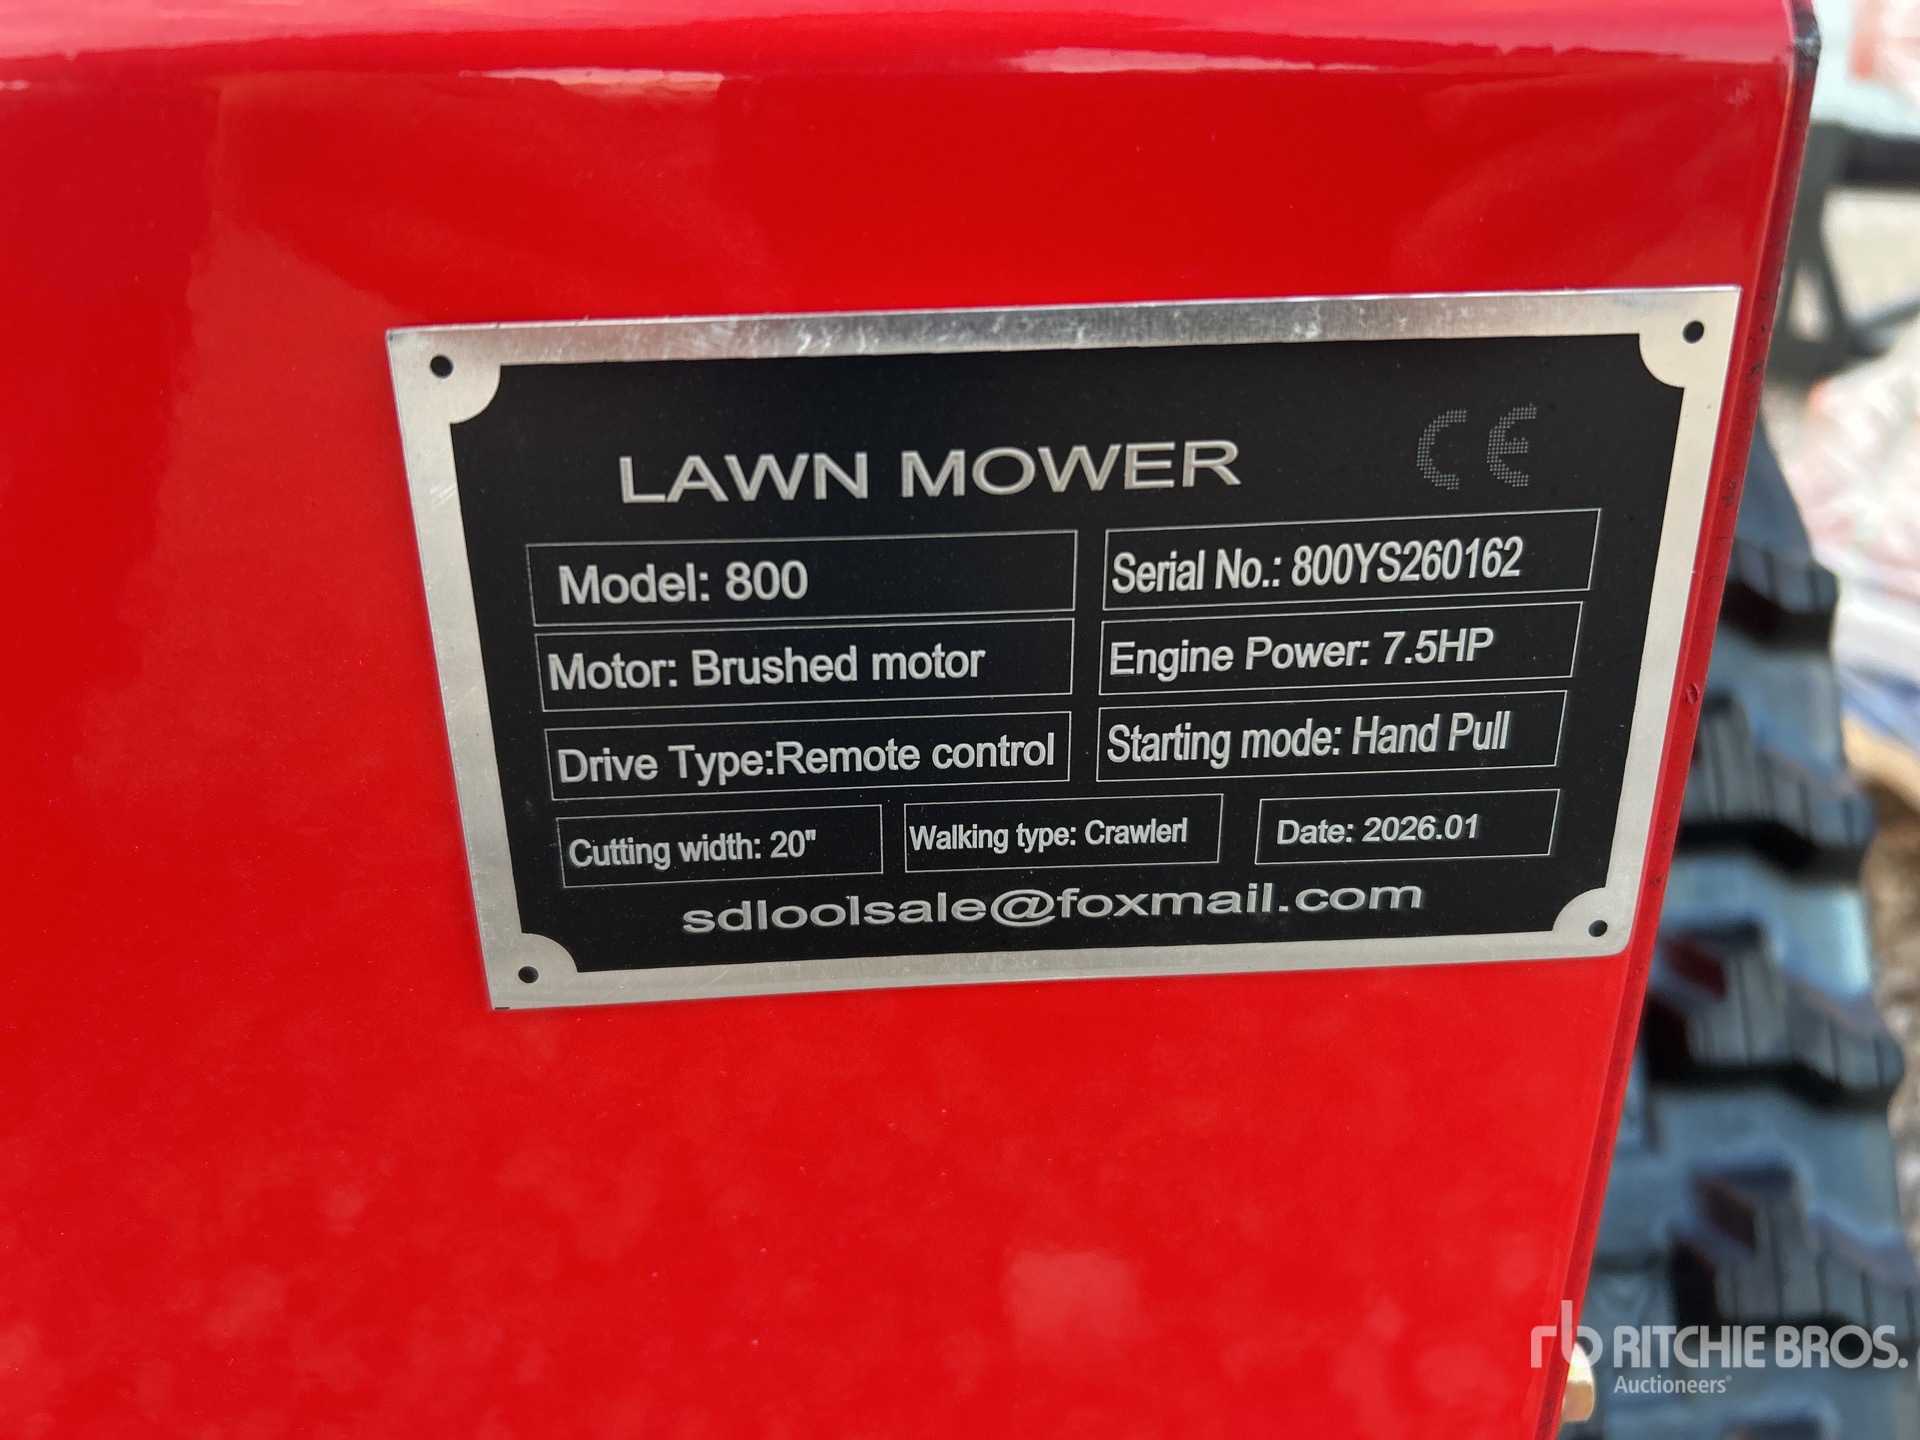 CE
LAWN MOWER
Model: 800
Serial No.: 800YS260162
Motor: Brushed motor
Engine Power: 7.5HP
Drive Type:Remote control
Starting mode: Hand Pull
Cutting width: 20"
Walking type: Crawlerl
Date: 2026.01
sdloolsale@foxmail.com
rb RITCHIE BROS.
Auctioneers